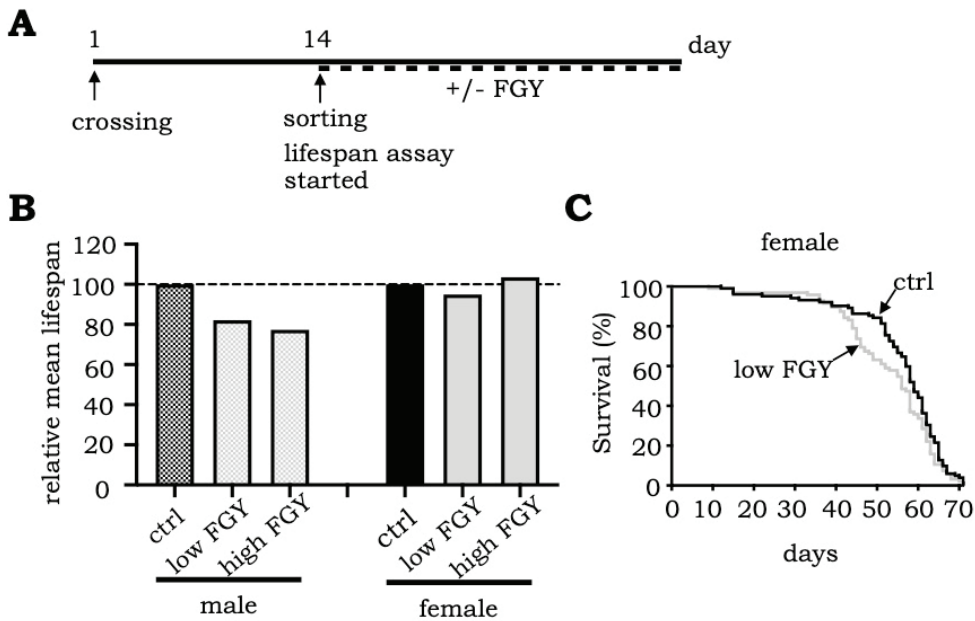 A
1 14 day
+/- FGY
crossing sorting
lifespan assay
started
B
relative mean lifespan
120
100
80
60
40
20
0
ctrl
low FGY
high FGY
ctrl
low FGY
high FGY
male female
C
female
Survival (%)
100
80
60
40
20
0
ctrl
low FGY
0 10 20 30 40 50 60 70
days